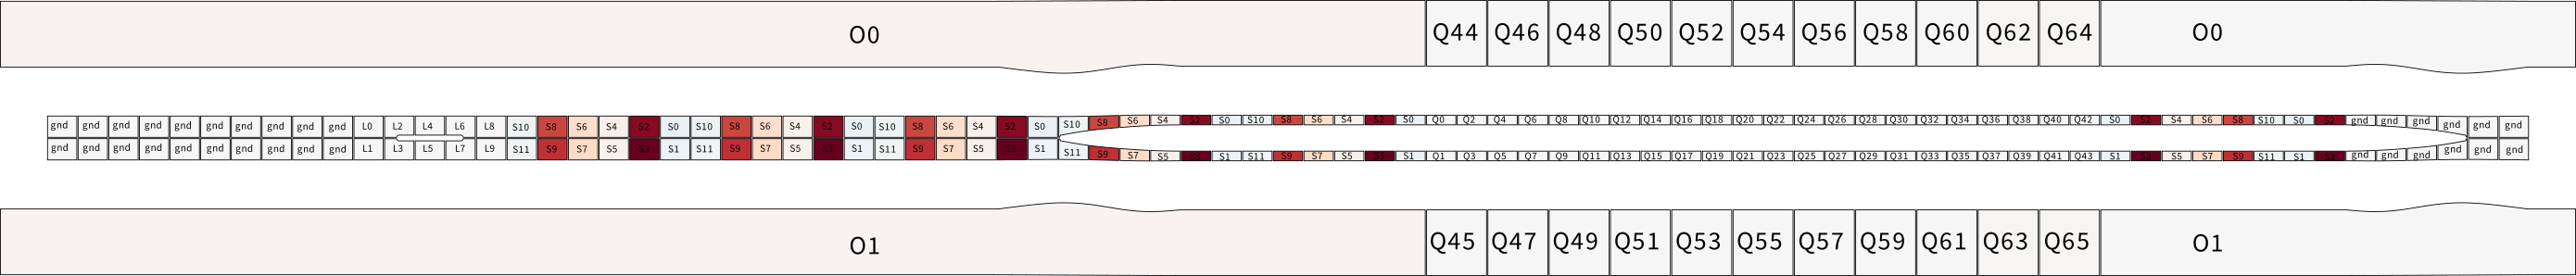 O0 Q44 Q46 Q48 Q50 Q52 Q54 Q56 Q58 Q60 Q62 Q64 O0
gnd gnd gnd gnd gnd gnd gnd gnd gnd gnd L0 L2 L4 L6 L8 S10 S8 S6 S4 S2 S0 S10 S8 S6 S4 S2 S0 S10 S8 S6 S4 S2 S0 S10 S8 S6 S4 S2 S0 S10 S8 S6 S4 S2 S0 Q0 Q2 Q4 Q6 Q8 Q10 Q12 Q14 Q16 Q18 Q20 Q22 Q24 Q26 Q28 Q30 Q32 Q34 Q36 Q38 Q40 Q42 S0 S2 S4 S6 S8 S10 S0 S2 gnd gnd gnd gnd gnd gnd
gnd gnd gnd gnd gnd gnd gnd gnd gnd gnd L1 L3 L5 L7 L9 S11 S9 S7 S5 S3 S1 S11 S9 S7 S5 S3 S1 S11 S9 S7 S5 S3 S1 S11 S9 S7 S5 S3 S1 S11 S9 S7 S5 S3 S1 Q1 Q3 Q5 Q7 Q9 Q11 Q13 Q15 Q17 Q19 Q21 Q23 Q25 Q27 Q29 Q31 Q33 Q35 Q37 Q39 Q41 Q43 S1 S3 S5 S7 S9 S11 S1 S3 gnd gnd gnd gnd gnd gnd
O1 Q45 Q47 Q49 Q51 Q53 Q55 Q57 Q59 Q61 Q63 Q65 O1